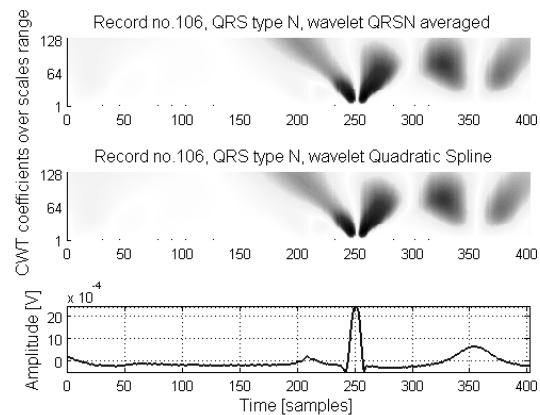 Record no.106, QRS type N, wavelet QRSN averaged
128
64
1
0 50 100 150 200 250 300 350 400
CWT coefficients over scales range
Record no.106, QRS type N, wavelet Quadratic Spline
128
64
1
0 50 100 150 200 250 300 350 400
x 10^-4
20
10
0
Amplitude [V]
0 50 100 150 200 250 300 350 400
Time [samples]